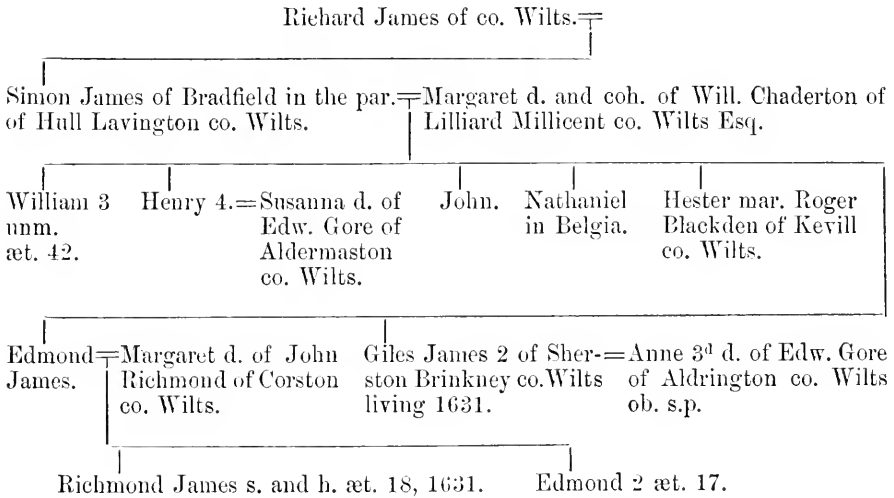 Richard James of co. Wilts.
Simon James of Bradfield in the par. = Margaret d. and coh. of Will. Chaderton of
of Hull Lavington co. Wilts. Lilliard Millicent co. Wilts Esq.
William 3 Henry 4. = Susanna d. of John. Nathaniel Hester mar. Roger
unm. Edw. Gore of in Belgia. Blackden of Kevill
æt. 42. Aldermaston co. Wilts.
co. Wilts.
Edmond = Margaret d. of John Giles James 2 of Sher- = Anne 3d d. of Edw. Gore
James. Richmond of Corston ston Brinkney co. Wilts of Aldrington co. Wilts
co. Wilts. living 1631. ob. s.p.
Richmond James s. and h. æt. 18, 1631. Edmond 2 æt. 17.